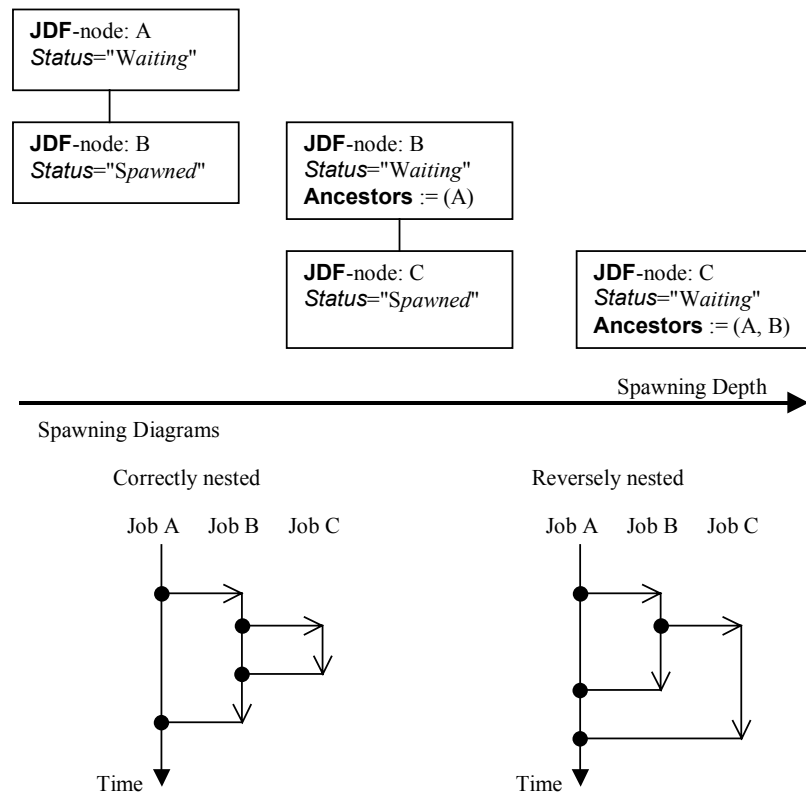 JDF-node: A
Status="Waiting"
JDF-node: B
Status="Spawned"
JDF-node: B
Status="Waiting"
Ancestors := (A)
JDF-node: C
Status="Spawned"
JDF-node: C
Status="Waiting"
Ancestors := (A, B)
Spawning Depth
Spawning Diagrams
Correctly nested
Job A Job B Job C
Time
Reversely nested
Job A Job B Job C
Time